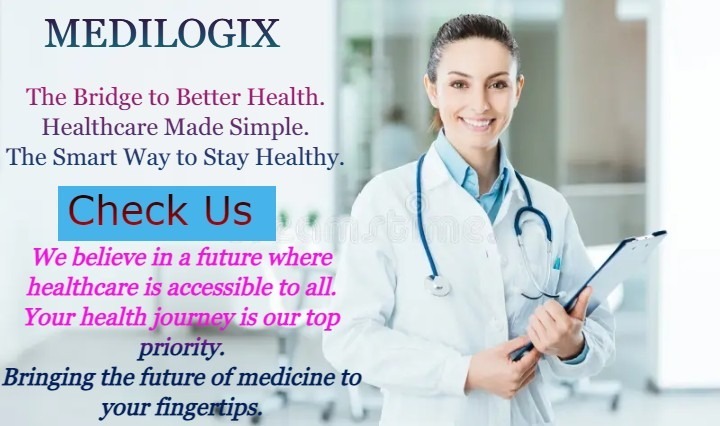 MEDILOGIX
The Bridge to Better Health.
Healthcare Made Simple.
The Smart Way to Stay Healthy.
Check Us
We believe in a future where
healthcare is accessible to all.
Your health journey is our top
priority.
Bringing the future of medicine to
your fingertips.